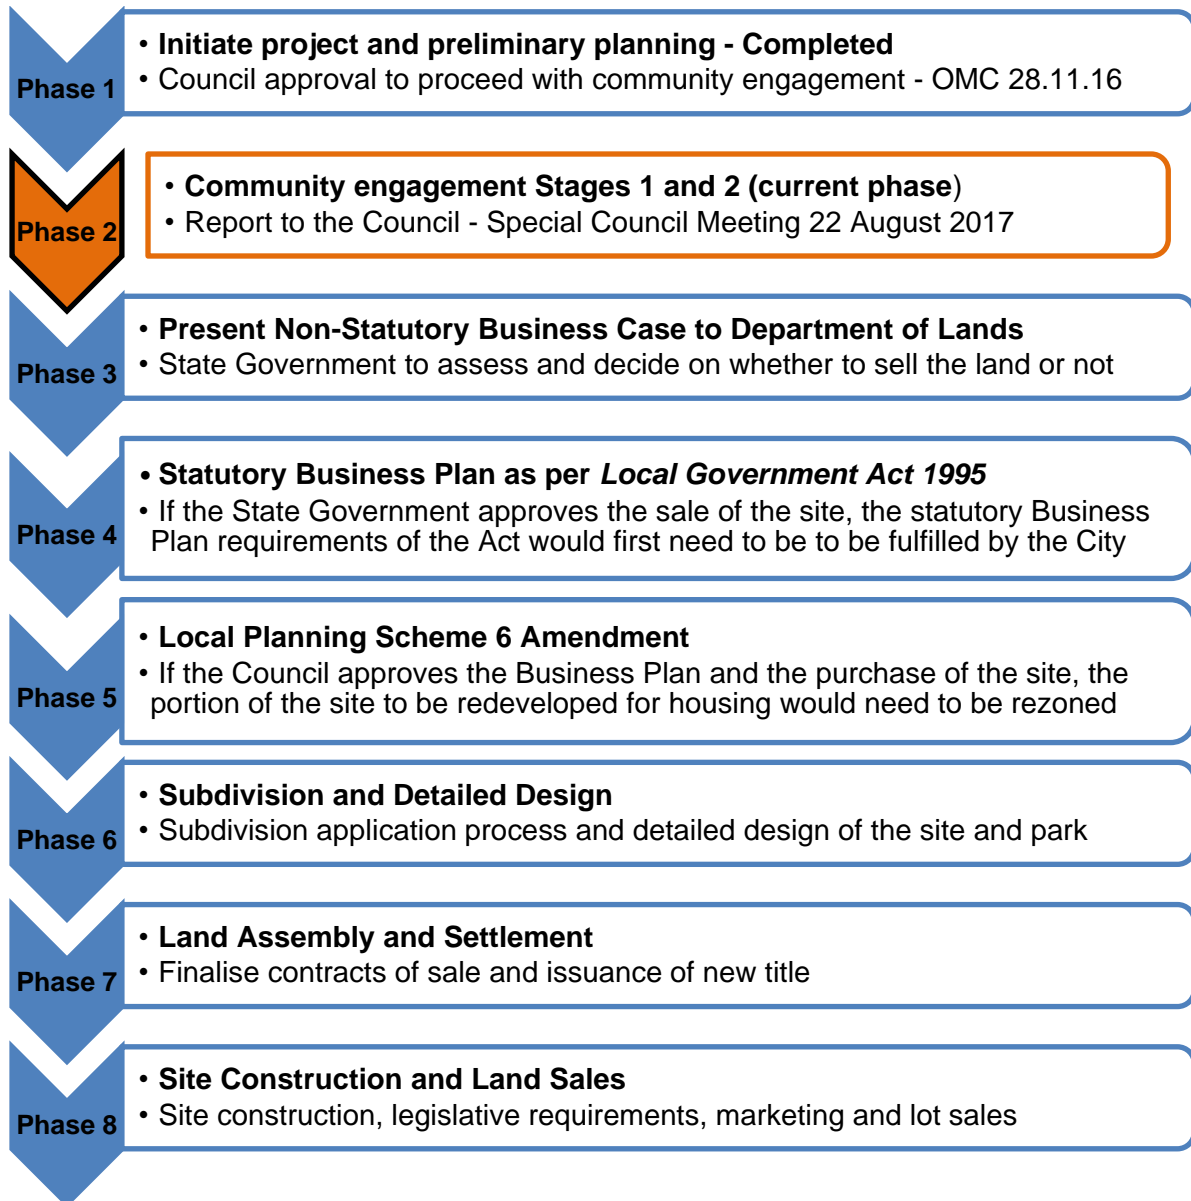 Phase 1
• Initiate project and preliminary planning - Completed
• Council approval to proceed with community engagement - OMC 28.11.16
Phase 2
• Community engagement Stages 1 and 2 (current phase)
• Report to the Council - Special Council Meeting 22 August 2017
Phase 3
• Present Non-Statutory Business Case to Department of Lands
• State Government to assess and decide on whether to sell the land or not
Phase 4
• Statutory Business Plan as per Local Government Act 1995
• If the State Government approves the sale of the site, the statutory Business
Plan requirements of the Act would first need to be to be fulfilled by the City
Phase 5
• Local Planning Scheme 6 Amendment
• If the Council approves the Business Plan and the purchase of the site, the
portion of the site to be redeveloped for housing would need to be rezoned
Phase 6
• Subdivision and Detailed Design
• Subdivision application process and detailed design of the site and park
Phase 7
• Land Assembly and Settlement
• Finalise contracts of sale and issuance of new title
Phase 8
• Site Construction and Land Sales
• Site construction, legislative requirements, marketing and lot sales